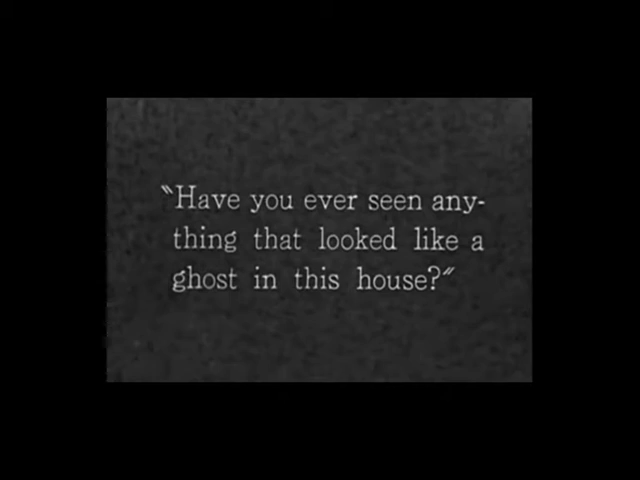 "Have you ever seen any-
thing that looked like a
ghost in this house?"